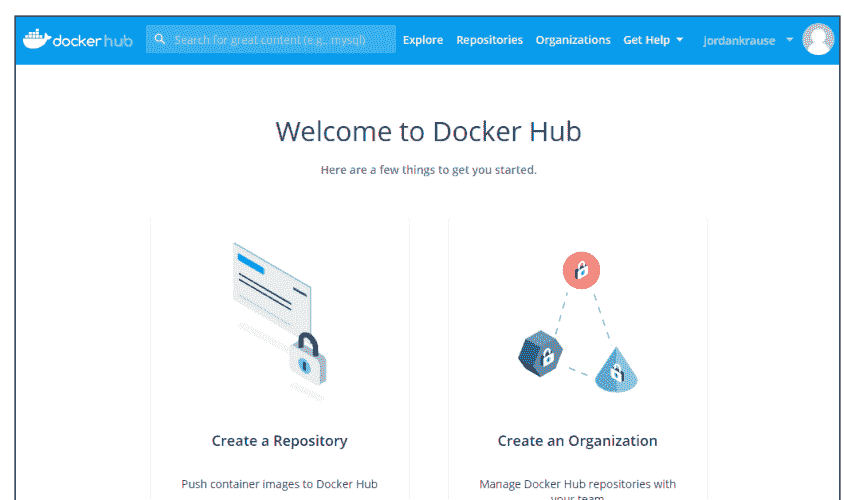 docker hub Search for great content (e.g., mysql) Explore Repositories Organizations Get Help jordankrause
Welcome to Docker Hub
Here are a few things to get you started.
Create a Repository
Push container images to Docker Hub
Create an Organization
Manage Docker Hub repositories with
your team